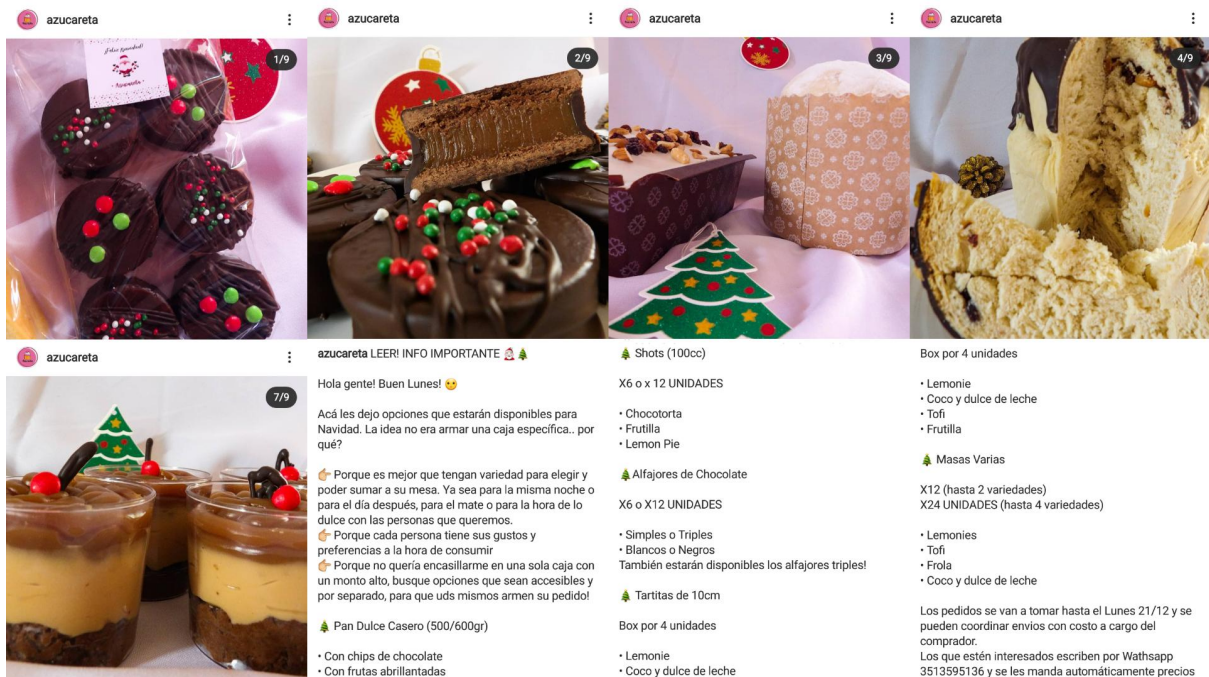 azucareta
1/9
¡Feliz Navidad!
azucareta
2/9
azucareta
3/9
azucareta
4/9
azucareta
7/9
azucareta LEER! INFO IMPORTANTE 🎅🎄
Hola gente! Buen Lunes! 🙂
Acá les dejo opciones que estarán disponibles para
Navidad. La idea no era armar una caja específica.. por
qué?
👉 Porque es mejor que tengan variedad para elegir y
poder sumar a su mesa. Ya sea para la misma noche o
para el día después, para el mate o para la hora de lo
dulce con las personas que queremos.
👉 Porque cada persona tiene sus gustos y
preferencias a la hora de consumir
👉 Porque no quería encasillarme en una sola caja con
un monto alto, busque opciones que sean accesibles y
por separado, para que uds mismos armen su pedido!
🎄 Pan Dulce Casero (500/600gr)
• Con chips de chocolate
• Con frutas abrillantadas
🎄 Shots (100cc)
X6 o x 12 UNIDADES
• Chocotorta
• Frutilla
• Lemon Pie
🎄Alfajores de Chocolate
X6 o X12 UNIDADES
• Simples o Triples
• Blancos o Negros
También estarán disponibles los alfajores triples!
🎄 Tartitas de 10cm
Box por 4 unidades
• Lemonie
• Coco y dulce de leche
Box por 4 unidades
• Lemonie
• Coco y dulce de leche
• Tofi
• Frutilla
🎄 Masas Varias
X12 (hasta 2 variedades)
X24 UNIDADES (hasta 4 variedades)
• Lemonies
• Tofi
• Frola
• Coco y dulce de leche
Los pedidos se van a tomar hasta el Lunes 21/12 y se
pueden coordinar envios con costo a cargo del
comprador.
Los que estén interesados escriben por Wathsapp
3513595136 y se les manda automáticamente precios